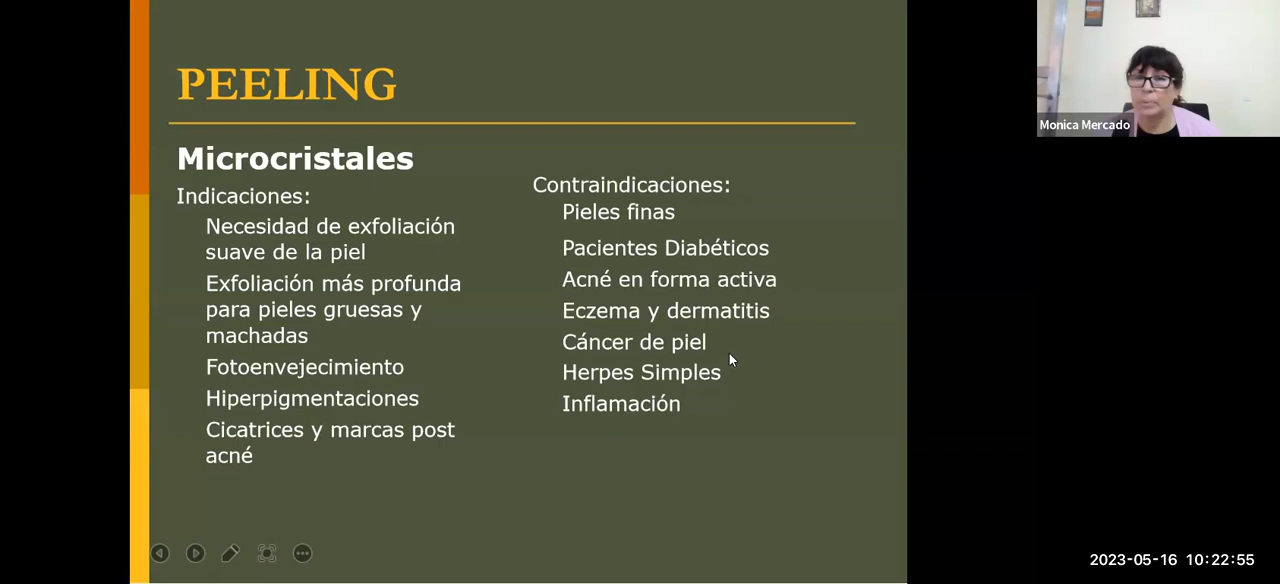 PEELING
Microcristales
Indicaciones:
Necesidad de exfoliación
suave de la piel
Exfoliación más profunda
para pieles gruesas y
machadas
Fotoenvejecimiento
Hiperpigmentaciones
Cicatrices y marcas post
acné
Contraindicaciones:
Pieles finas
Pacientes Diabéticos
Acné en forma activa
Eczema y dermatitis
Cáncer de piel
Herpes Simples
Inflamación
Monica Mercado
2023-05-16 10:22:55